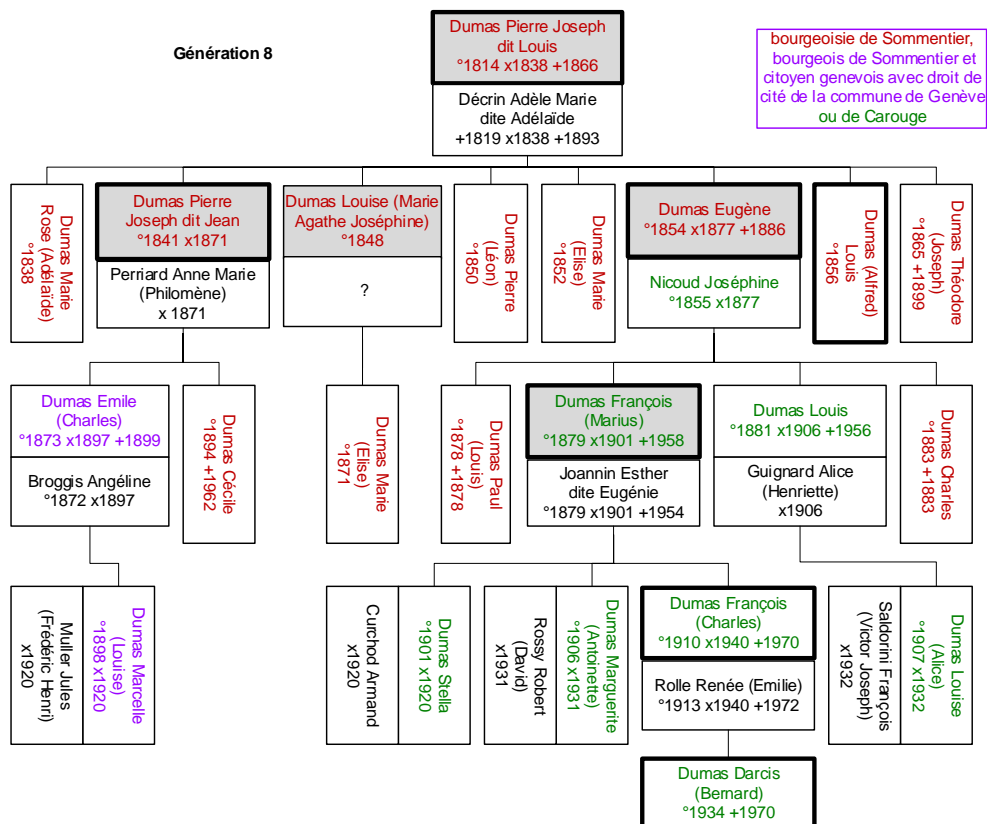 Génération 8
Dumas Pierre Joseph
dit Louis
°1814 x1838 +1866
Décrin Adèle Marie
dite Adélaïde
+1819 x1838 +1893
bourgeoisie de Sommentier,
bourgeois de Sommentier et
citoyen genevois avec droit de
cité de la commune de Genève
ou de Carouge
Dumas Marie
Rose (Adélaïde)
°1838
Dumas Pierre
Joseph dit Jean
°1841 x1871
Perriard Anne Marie
(Philomène)
x 1871
Dumas Louise (Marie
Agathe Joséphine)
°1848
?
Dumas Pierre
(Léon)
°1850
Dumas Marie
(Elise)
°1852
Dumas Eugène
°1854 x1877 +1886
Nicoud Joséphine
°1855 x1877
Dumas (Alfred)
Louis
°1856
Dumas Théodore
(Joseph)
°1865 +1899
Dumas Emile
(Charles)
°1873 x1897 +1899
Broggis Angéline
°1872 x1897
Dumas Cécile
°1894 +1962
Dumas Marie
(Elise)
°1871
Dumas Paul
(Louis)
°1878 +1878
Dumas François
(Marius)
°1879 x1901 +1958
Joannin Esther
dite Eugénie
°1879 x1901 +1954
Dumas Louis
°1881 x1906 +1956
Guignard Alice
(Henriette)
x1906
Dumas Charles
°1883 +1883
Muller Jules
(Frédéric Henri)
x1920
Dumas Marcelle
(Louise)
°1898 x1920
Curchod Armand
x1920
Dumas Stella
°1901 x1920
Rossy Robert
(David)
x1931
Dumas Marguerite
(Antoinette)
°1906 x1931
Dumas François
(Charles)
°1910 x1940 +1970
Rolle Renée (Emilie)
°1913 x1940 +1972
Saldorini François
(Victor Joseph)
x1932
Dumas Louise
(Alice)
°1907 x1932
Dumas Darcis
(Bernard)
°1934 +1970